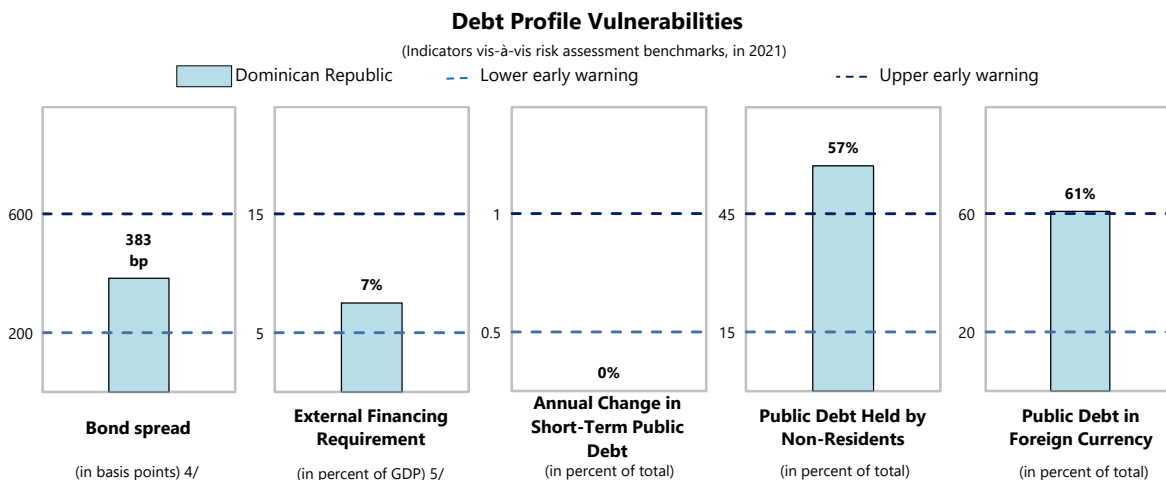 Debt Profile Vulnerabilities
(Indicators vis-à-vis risk assessment benchmarks, in 2021)
Dominican Republic
Lower early warning
Upper early warning
600
383
bp
200
Bond spread
(in basis points) 4/
15
7%
5
External Financing
Requirement
(in percent of GDP) 5/
1
0.5
0%
Annual Change in
Short-Term Public
Debt
(in percent of total)
57%
45
15
Public Debt Held by
Non-Residents
(in percent of total)
61%
60
20
Public Debt in
Foreign Currency
(in percent of total)